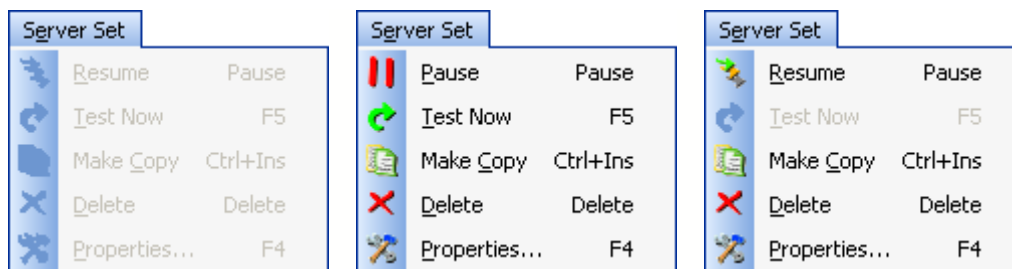 Server Set
Resume Pause
Test Now F5
Make Copy Ctrl+Ins
Delete Delete
Properties... F4
Server Set
Pause Pause
Test Now F5
Make Copy Ctrl+Ins
Delete Delete
Properties... F4
Server Set
Resume Pause
Test Now F5
Make Copy Ctrl+Ins
Delete Delete
Properties... F4